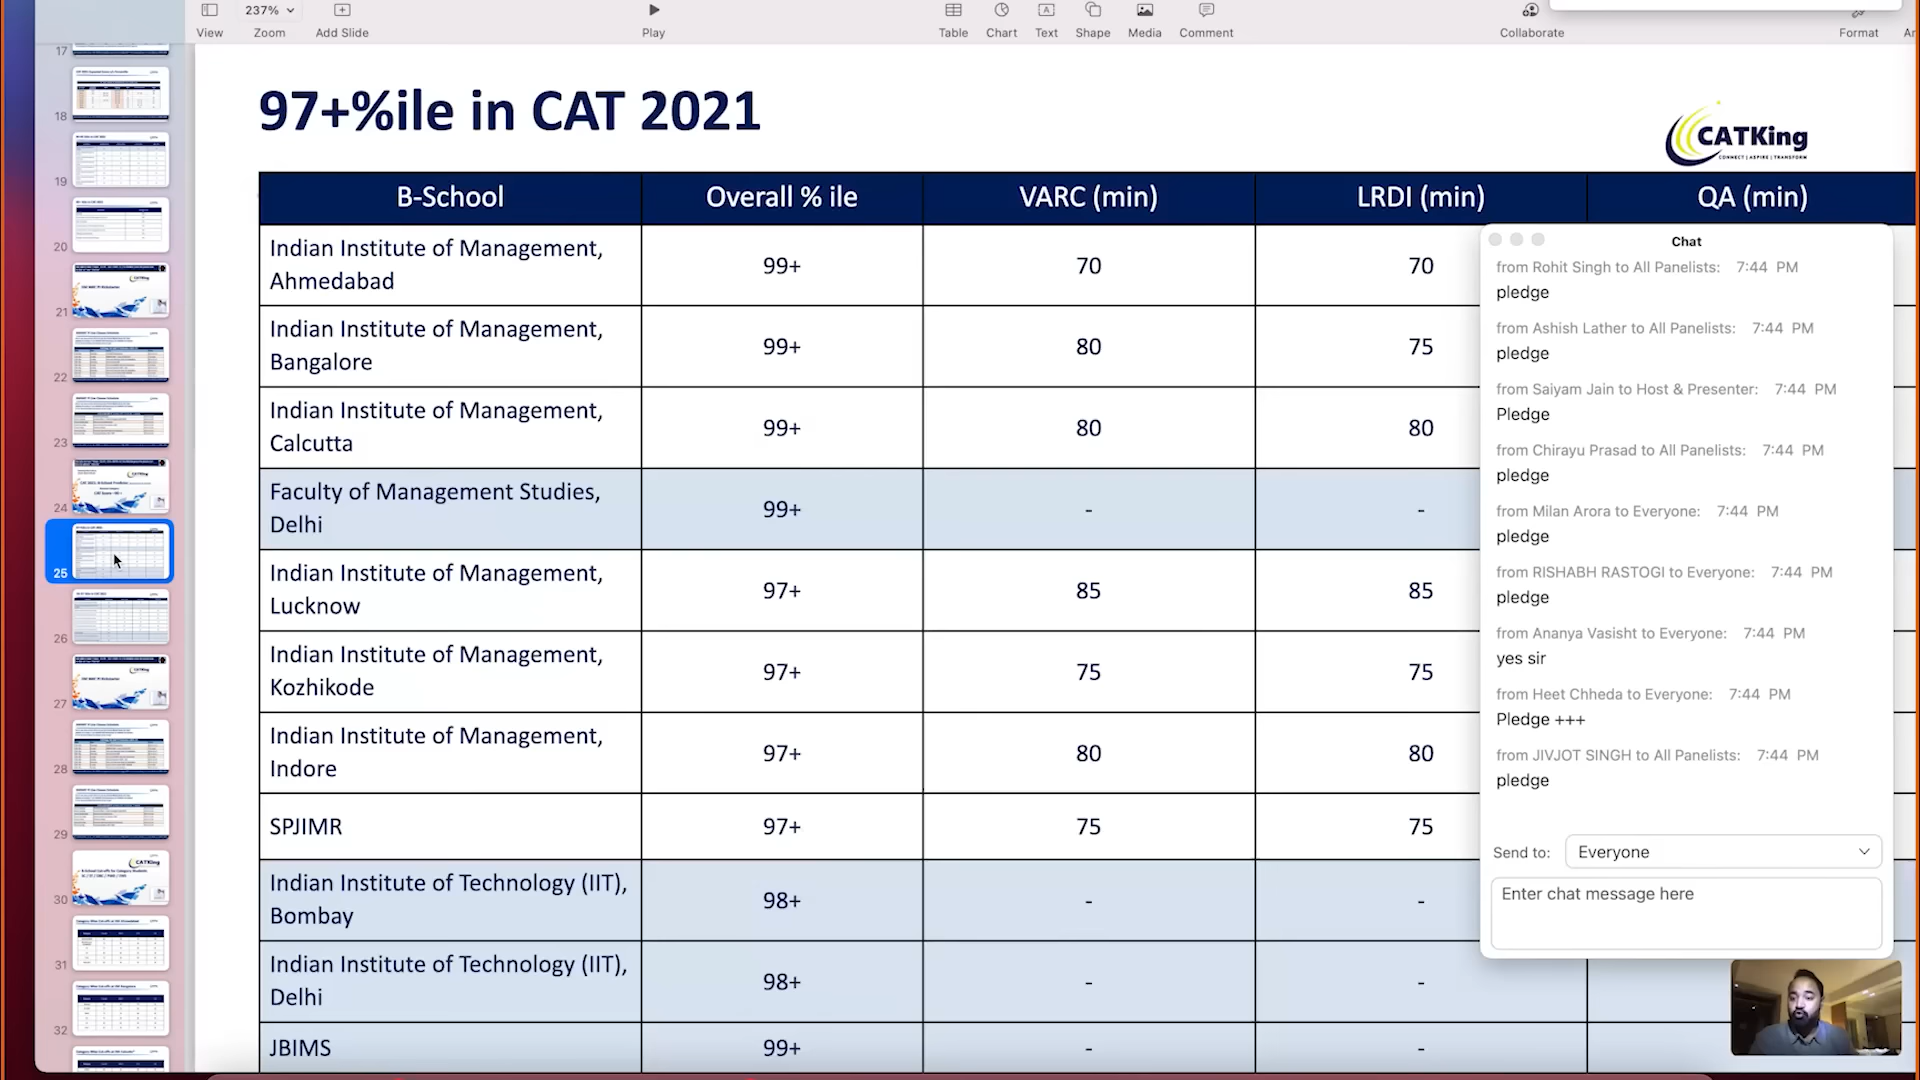 237%
View
Zoom
Add Slide
Play
Table
Chart
Text
Shape
Media
Comment
Collaborate
Format
17
18
19
20
21
22
23
24
25
26
27
28
29
30
31
32
97+%ile in CAT 2021
CATKing
CONNECT | ASPIRE | TRANSFORM
B-School Overall % ile VARC (min) LRDI (min) QA (min)
Indian Institute of Management,
Ahmedabad
99+ 70 70
Indian Institute of Management,
Bangalore
99+ 80 75
Indian Institute of Management,
Calcutta
99+ 80 80
Faculty of Management Studies,
Delhi
99+ - -
Indian Institute of Management,
Lucknow
97+ 85 85
Indian Institute of Management,
Kozhikode
97+ 75 75
Indian Institute of Management,
Indore
97+ 80 80
SPJIMR 97+ 75 75
Indian Institute of Technology (IIT),
Bombay
98+ - -
Indian Institute of Technology (IIT),
Delhi
98+ - -
JBIMS 99+ - -
Chat
from Rohit Singh to All Panelists: 7:44 PM
pledge
from Ashish Lather to All Panelists: 7:44 PM
pledge
from Saiyam Jain to Host & Presenter: 7:44 PM
Pledge
from Chirayu Prasad to All Panelists: 7:44 PM
pledge
from Milan Arora to Everyone: 7:44 PM
pledge
from RISHABH RASTOGI to Everyone: 7:44 PM
pledge
from Ananya Vasisht to Everyone: 7:44 PM
yes sir
from Heet Chheda to Everyone: 7:44 PM
Pledge +++
from JIVJOT SINGH to All Panelists: 7:44 PM
pledge
Send to: Everyone
Enter chat message here